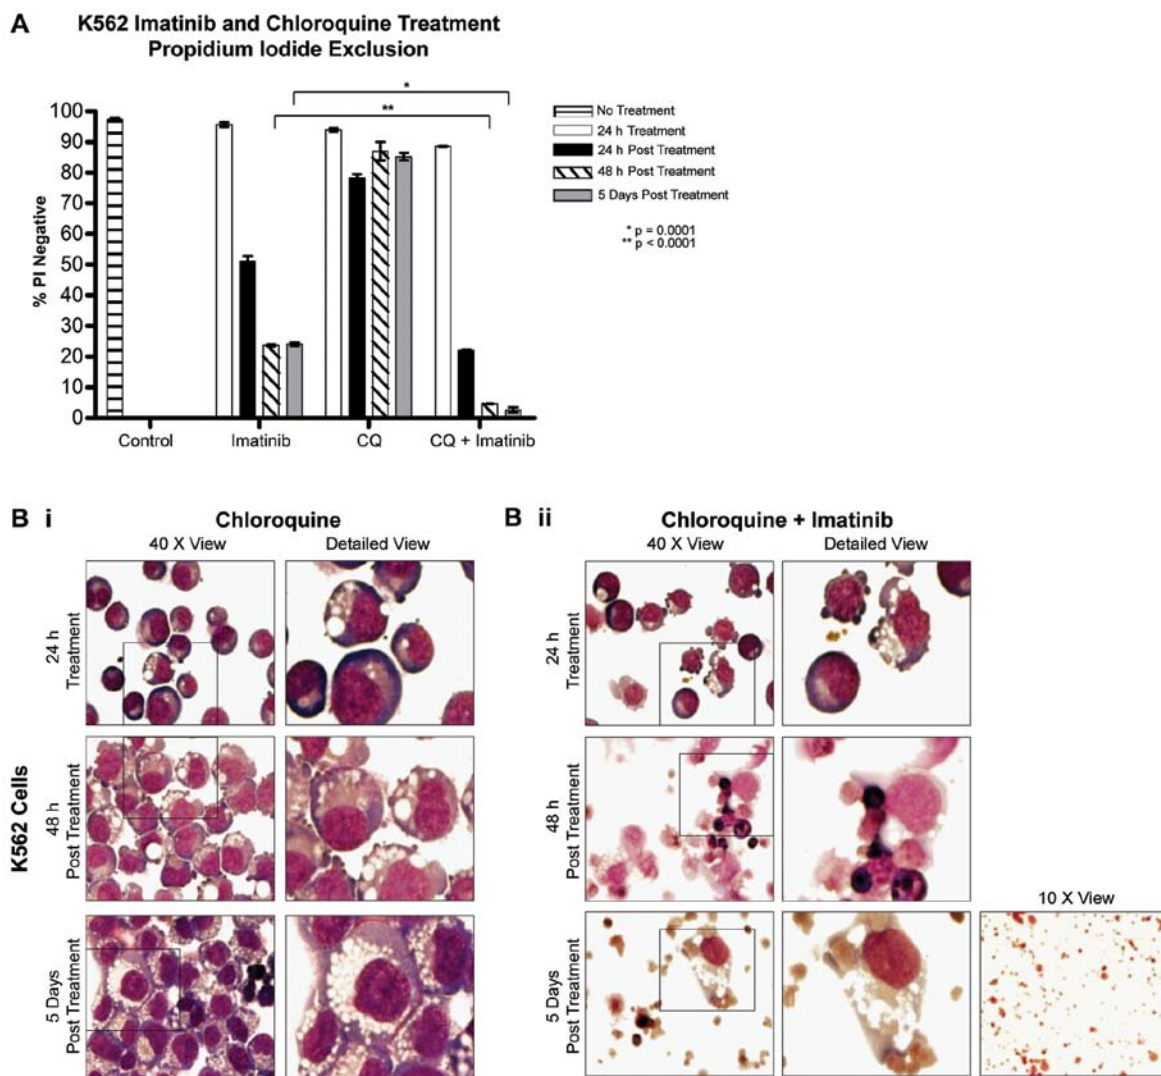 A
K562 Imatinib and Chloroquine Treatment
Propidium Iodide Exclusion
% PI Negative
100
90
80
70
60
50
40
30
20
10
0
Control
Imatinib
CQ
CQ + Imatinib
*
**
No Treatment
24 h Treatment
24 h Post Treatment
48 h Post Treatment
5 Days Post Treatment
* p = 0.0001
** p < 0.0001
B i
Chloroquine
40 X View
Detailed View
K562 Cells
24 h
Treatment
48 h
Post Treatment
5 Days
Post Treatment
B ii
Chloroquine + Imatinib
40 X View
Detailed View
24 h
Treatment
48 h
Post Treatment
5 Days
Post Treatment
10 X View